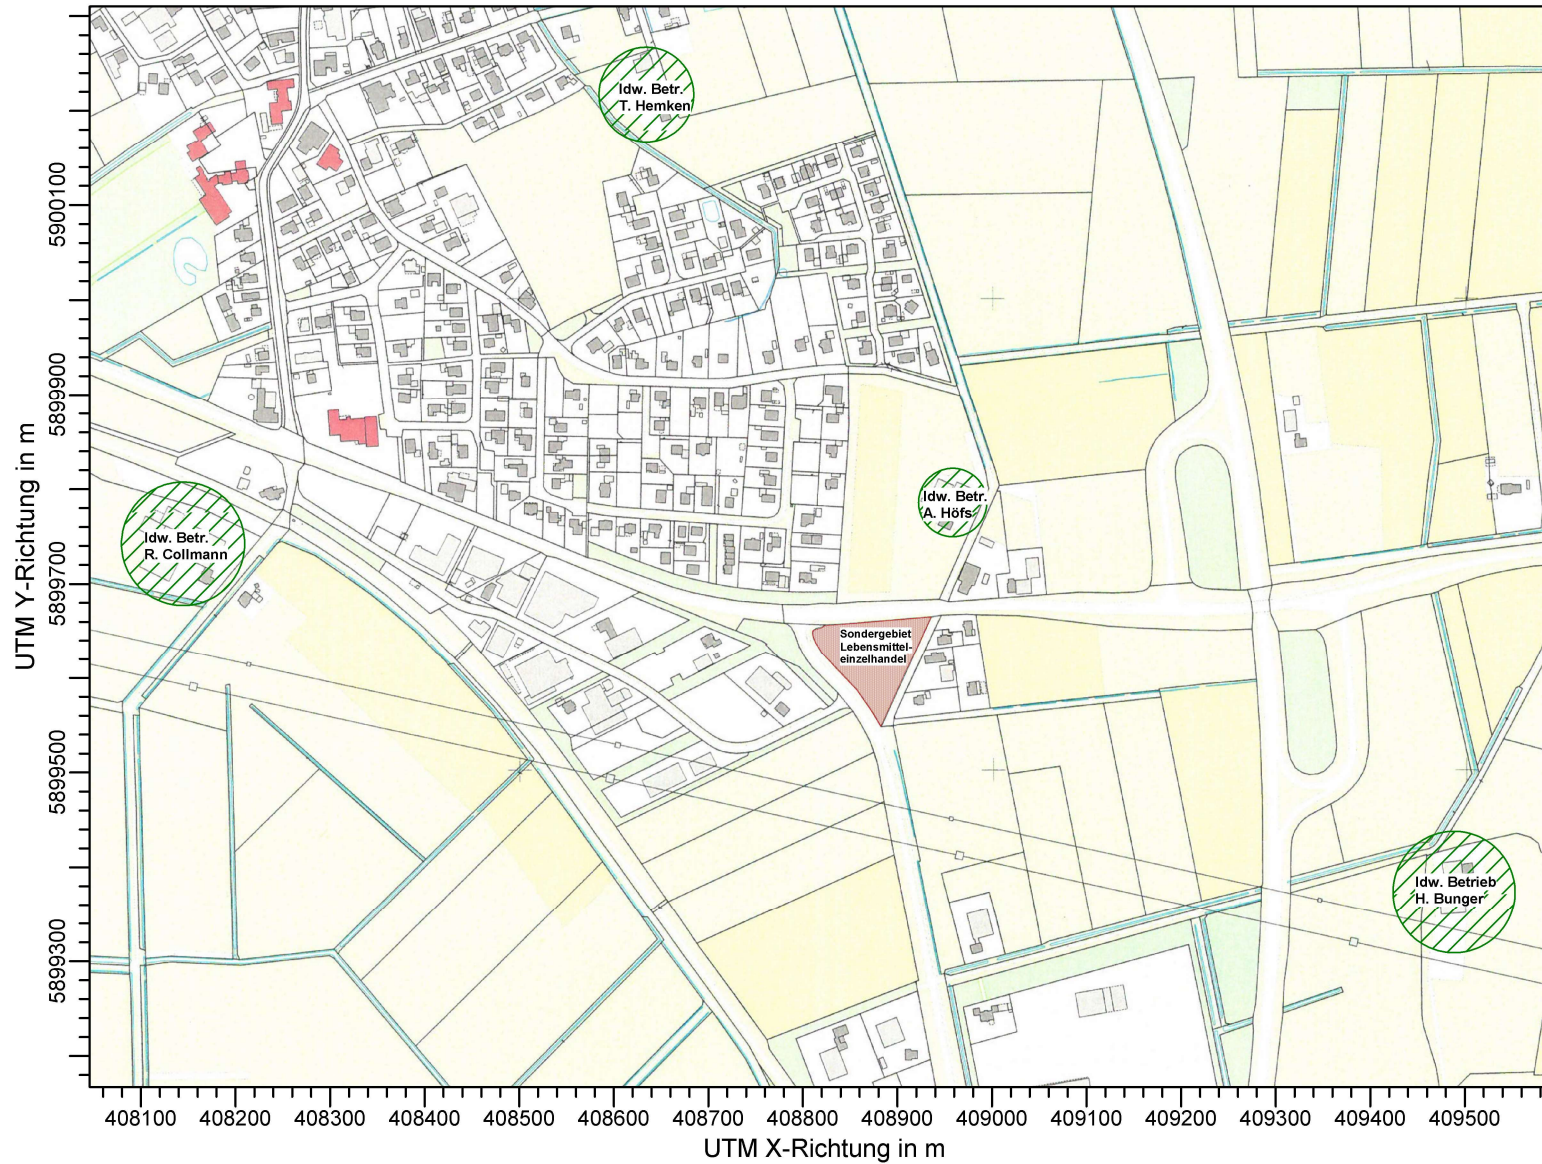 ldw. Betr.
T. Hemken
ldw. Betr.
A. Höfs
ldw. Betr.
R. Collmann
Sondergebiet
Lebensmittel-
einzelhandel
ldw. Betrieb
H. Bunger
UTM Y-Richtung in m
5900100
5899900
5899700
5899500
5899300
408100 408200 408300 408400 408500 408600 408700 408800 408900 409000 409100 409200 409300 409400 409500
UTM X-Richtung in m